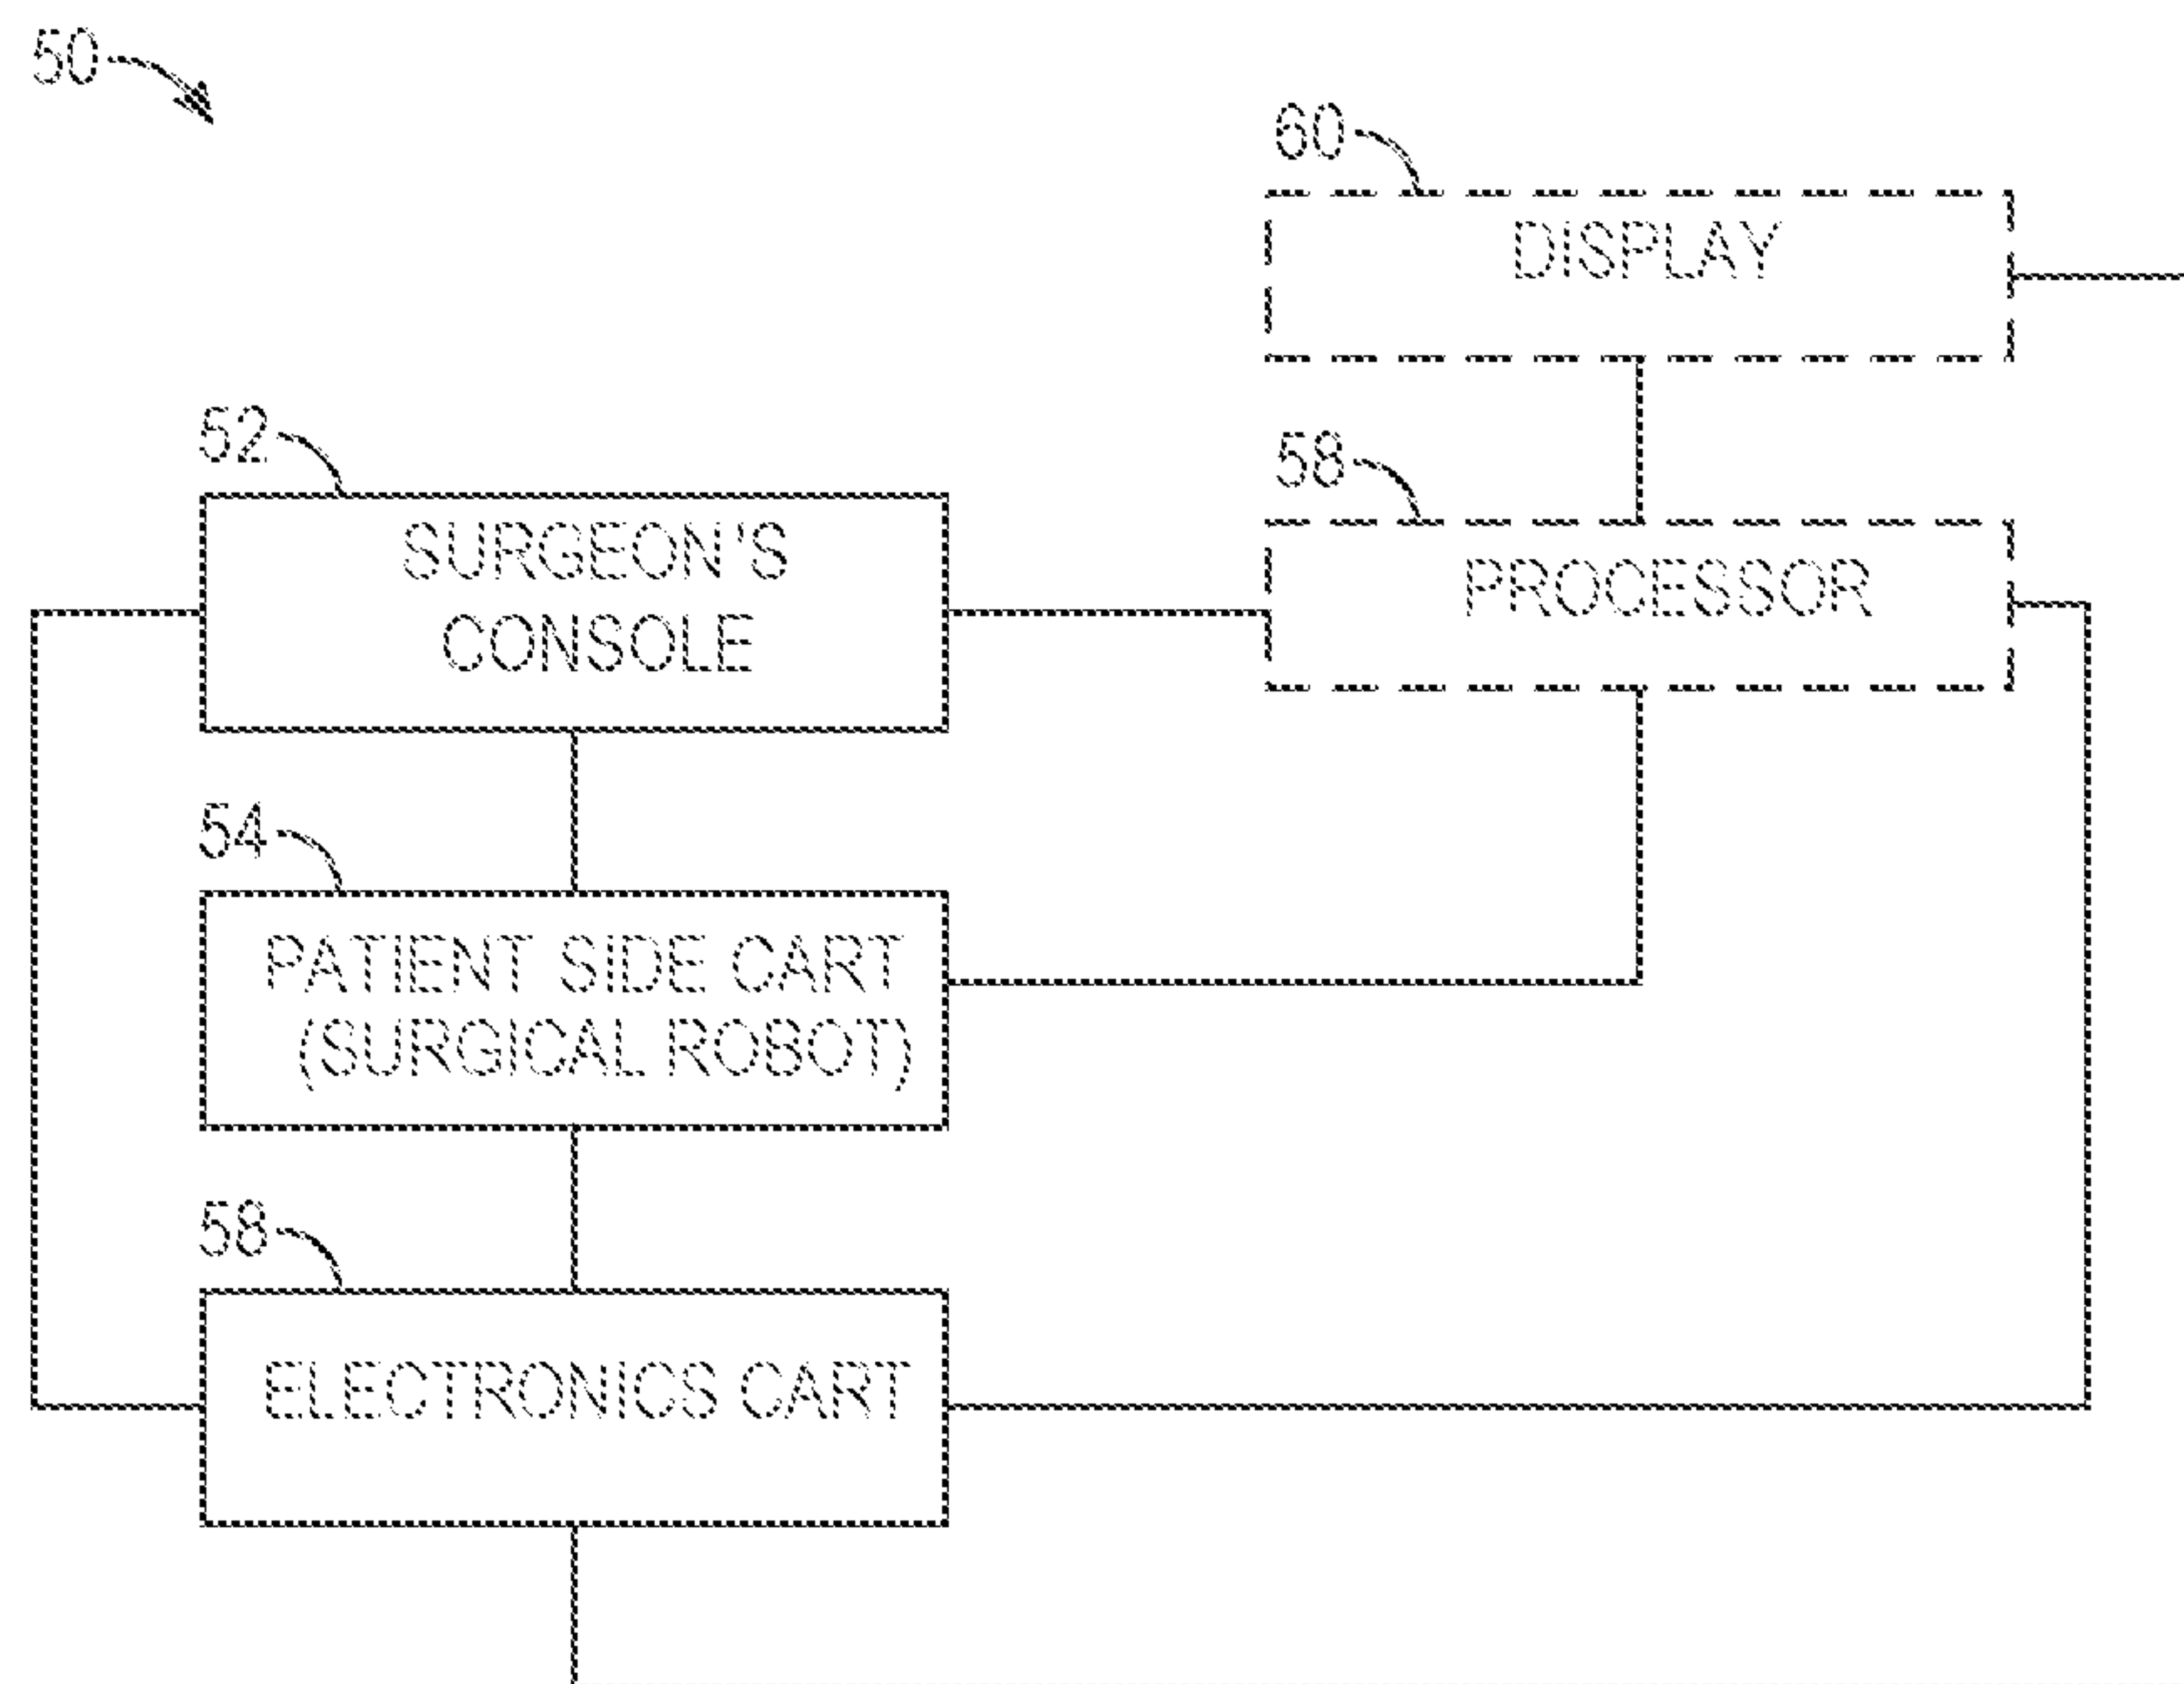 50
60
DISPLAY
52
58
SURGEON'S
CONSOLE
PROCESSOR
54
PATIENT SIDE CART
(SURGICAL ROBOT)
58
ELECTRONICS CART